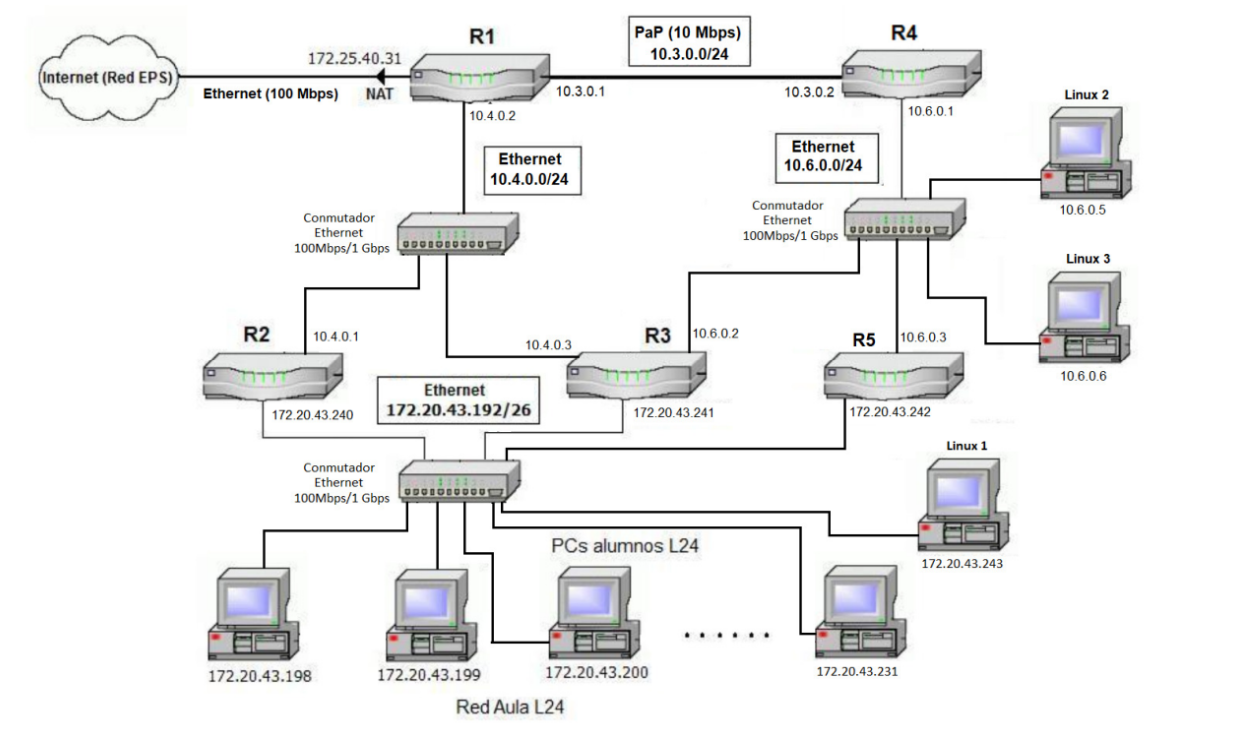 R1
PaP (10 Mbps)
10.3.0.0/24
R4
172.25.40.31
Internet (Red EPS)
Ethernet (100 Mbps)
NAT
10.3.0.1
10.3.0.2
10.4.0.2
10.6.0.1
Linux 2
Ethernet
10.4.0.0/24
Ethernet
10.6.0.0/24
10.6.0.5
Conmutador
Ethernet
100Mbps/1 Gbps
Conmutador
Ethernet
100Mbps/1 Gbps
Linux 3
R2
10.4.0.1
10.4.0.3
R3
10.6.0.2
R5
10.6.0.3
10.6.0.6
Ethernet
172.20.43.192/26
172.20.43.240
172.20.43.241
172.20.43.242
Linux 1
Conmutador
Ethernet
100Mbps/1 Gbps
PCs alumnos L24
172.20.43.243
172.20.43.198
172.20.43.199
172.20.43.200
......
172.20.43.231
Red Aula L24